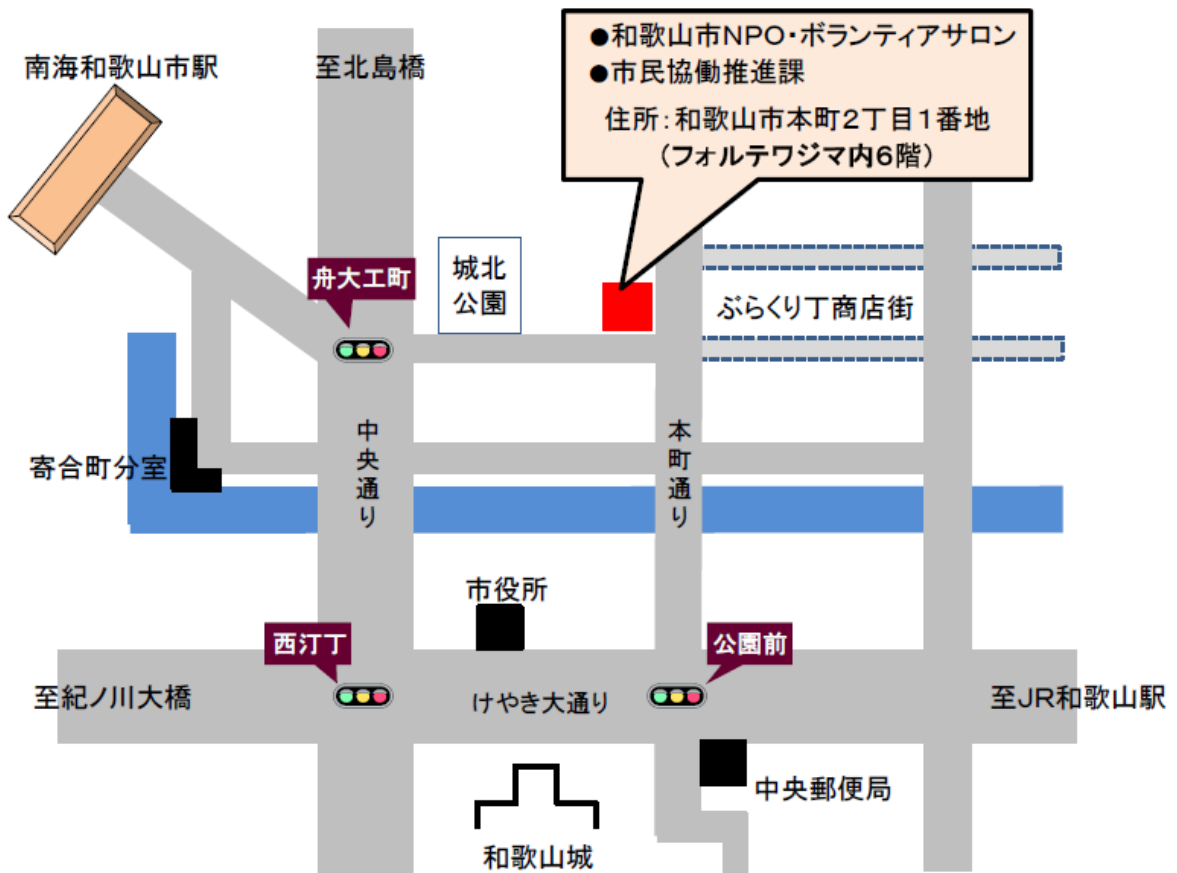 ●和歌山市NPO・ボランティアサロン
●市民協働推進課
住所:和歌山市本町2丁目1番地
(フォルテワジマ内6階)
南海和歌山市駅
至北島橋
舟大工町
城北
公園
ぶらくり丁商店街
中央通り
本町通り
寄合町分室
市役所
西汀丁
公園前
至紀ノ川大橋
けやき大通り
至JR和歌山駅
中央郵便局
和歌山城